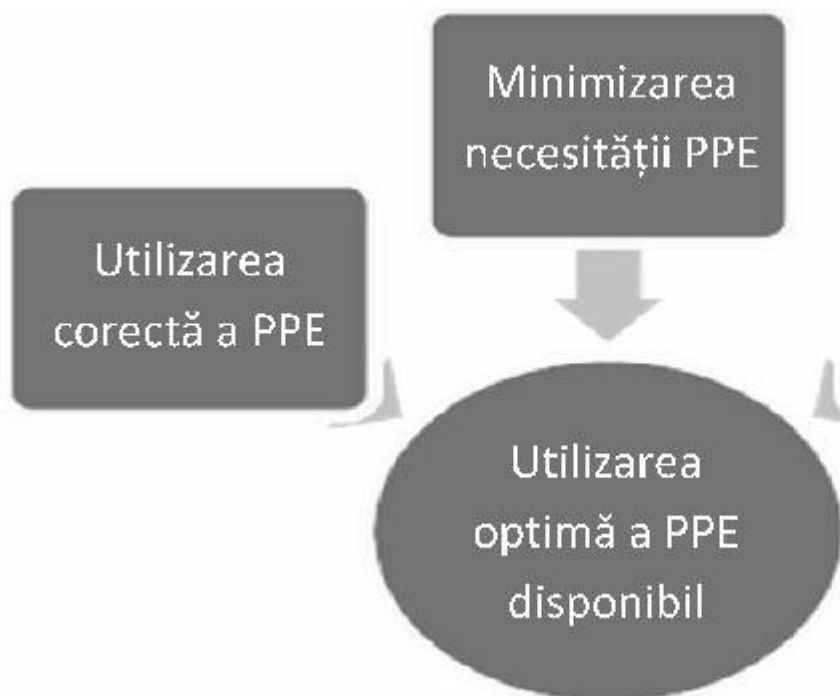 Minimizarea
necesității PPE
Utilizarea
corectă a PPE
Utilizarea
optimă a PPE
disponibil